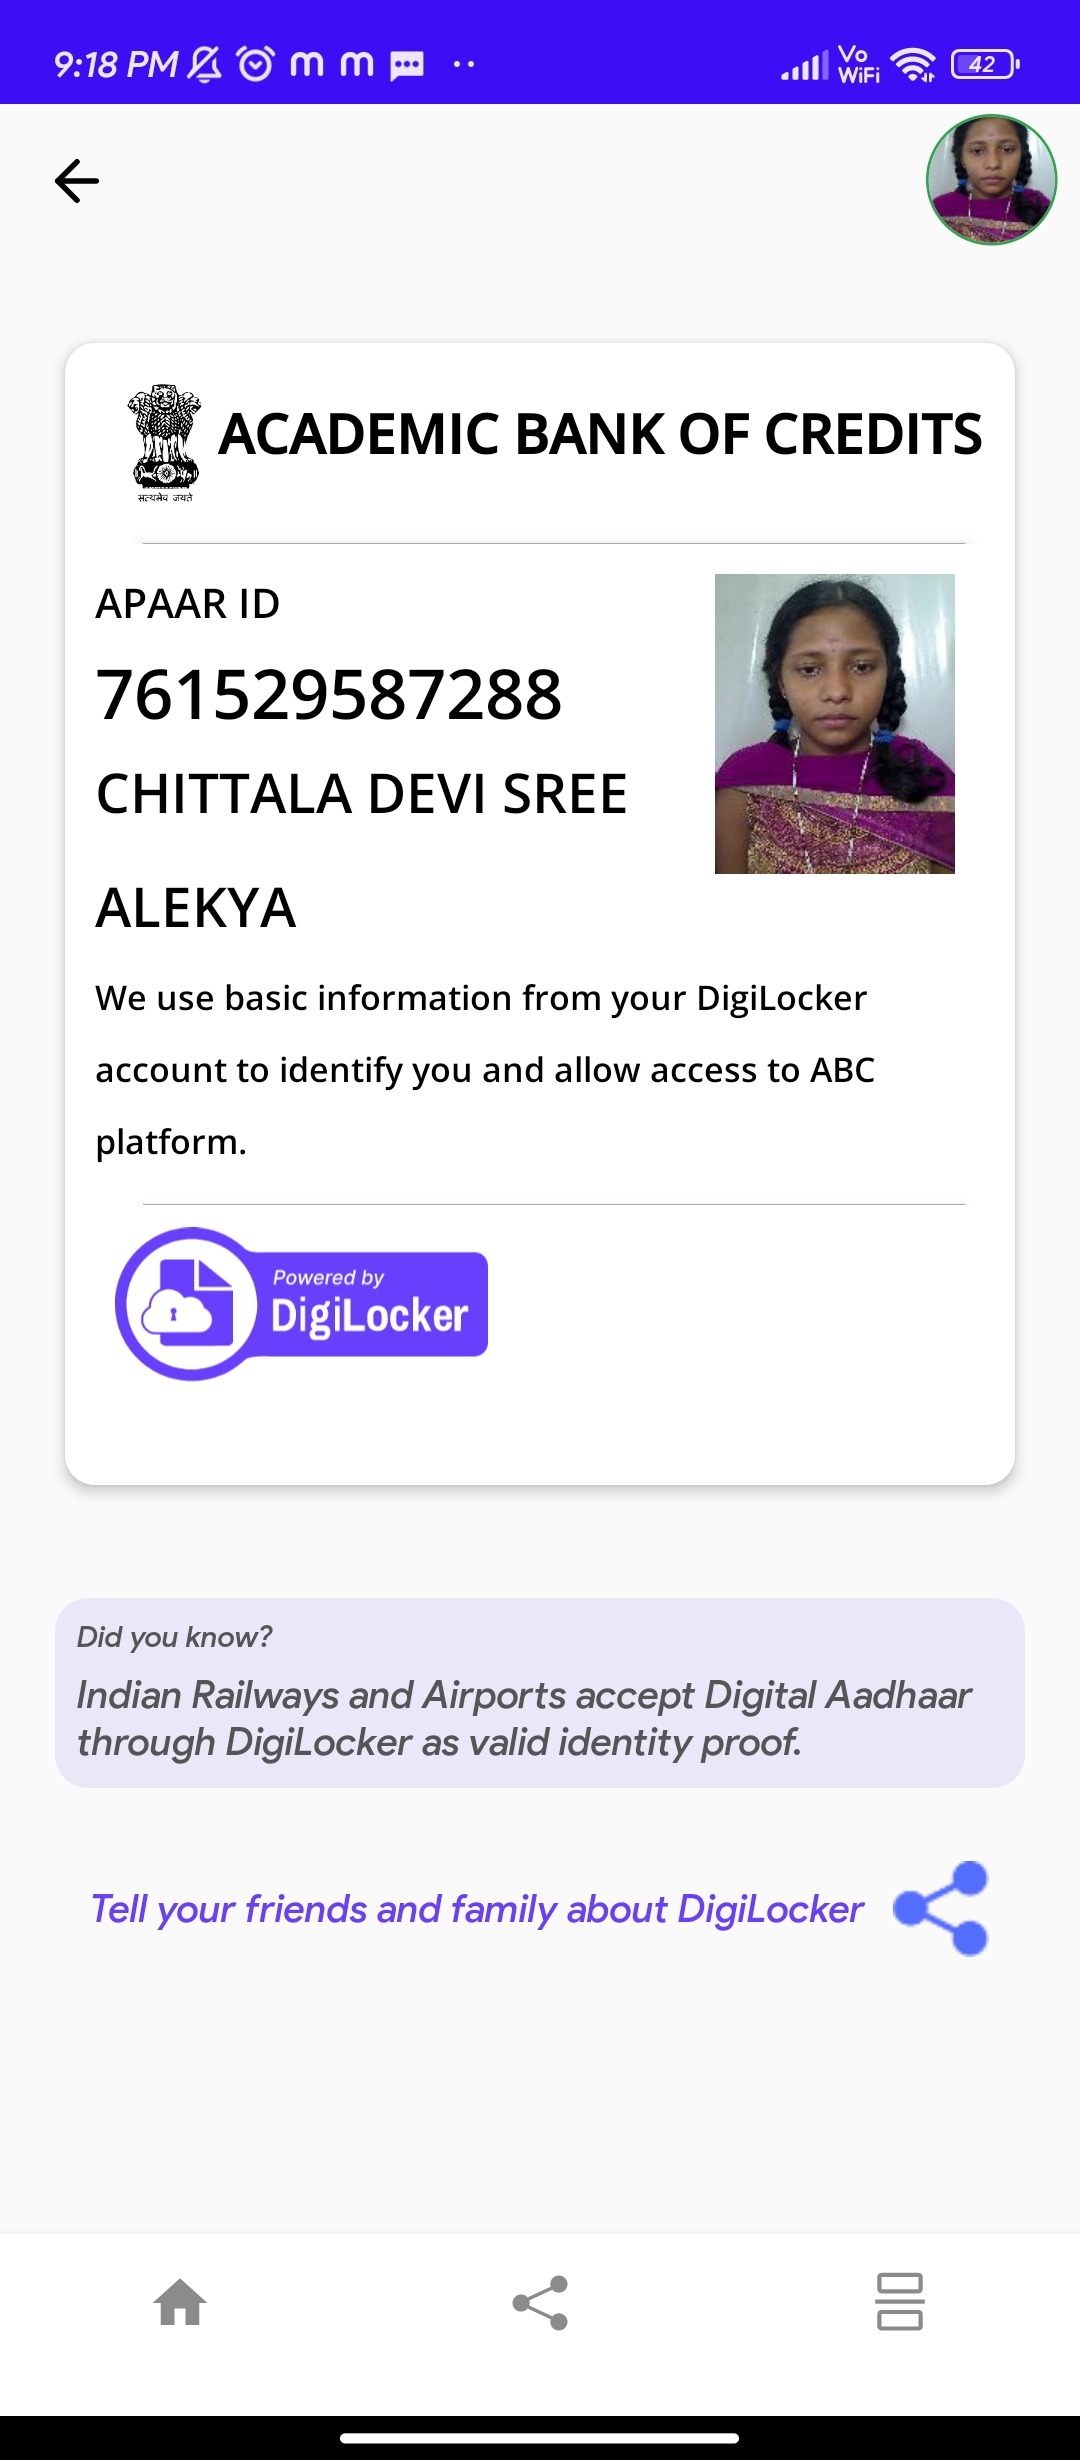 9:18 PM
Vo
WiFi
42
ACADEMIC BANK OF CREDITS
सत्यमेव जयते
APAAR ID
761529587288
CHITTALA DEVI SREE
ALEKYA
We use basic information from your DigiLocker
account to identify you and allow access to ABC
platform.
Powered by
DigiLocker
Did you know?
Indian Railways and Airports accept Digital Aadhaar
through DigiLocker as valid identity proof.
Tell your friends and family about DigiLocker